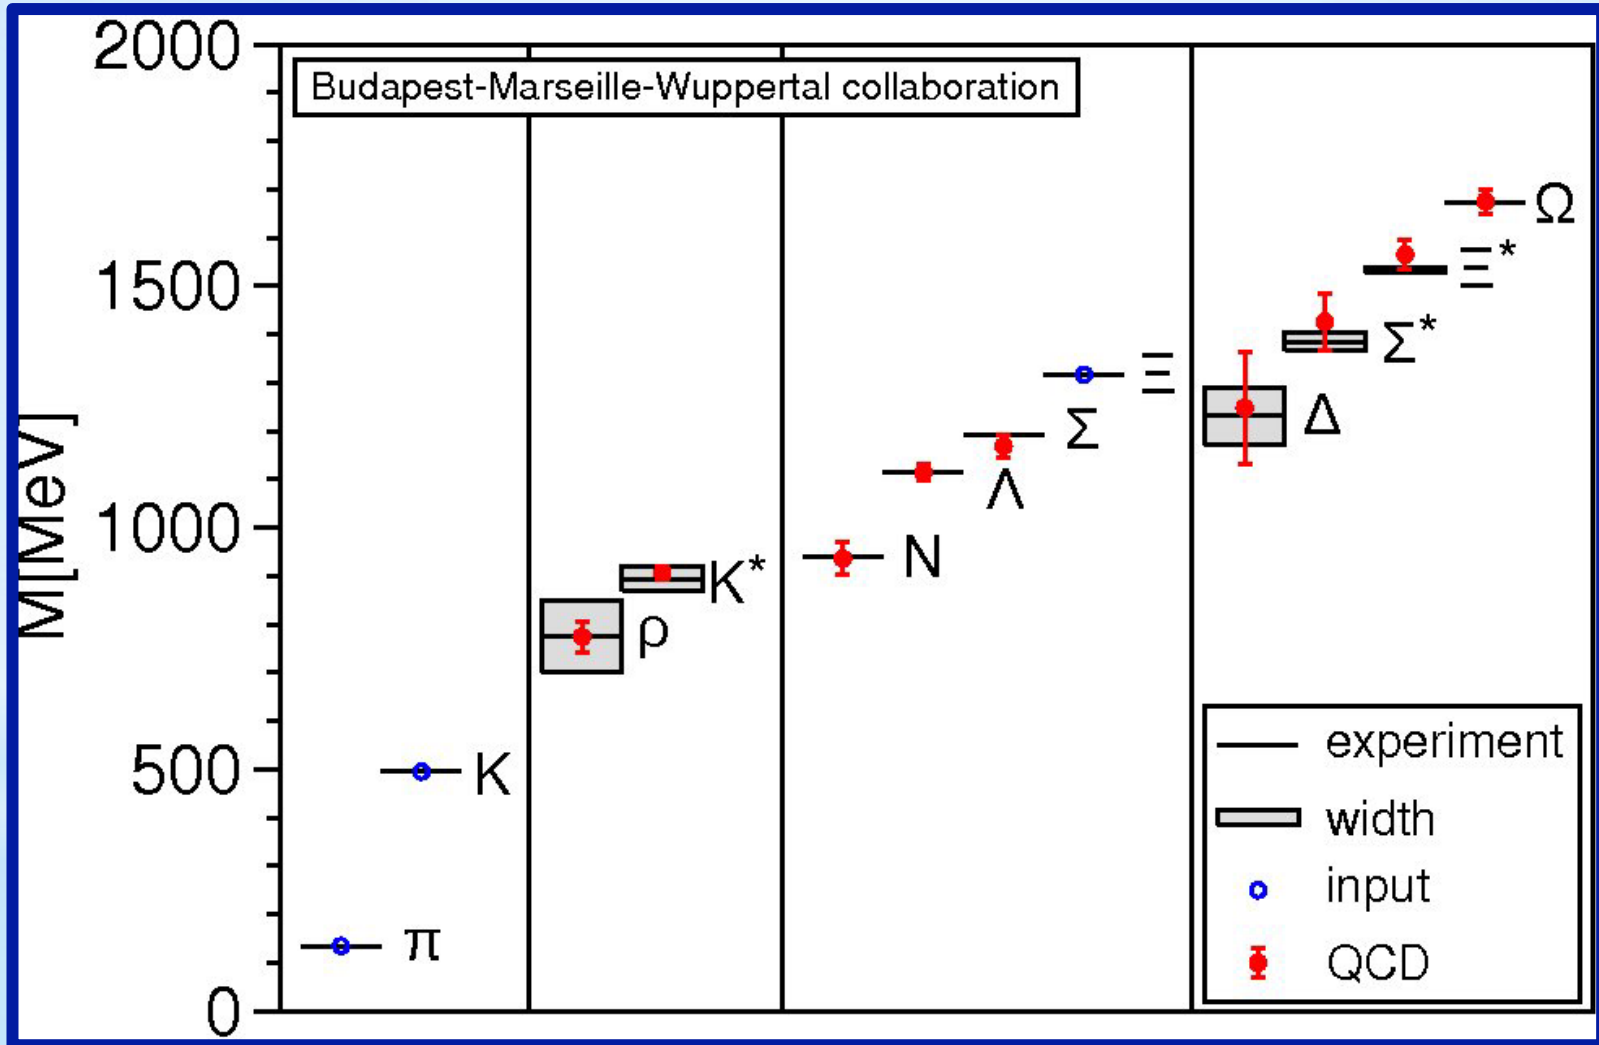 2000
Budapest-Marseille-Wuppertal collaboration
1500
1000
500
0
M[MeV]
π
K
ρ
K*
N
Λ
Σ
Ξ
Δ
Σ*
Ξ*
Ω
experiment
width
input
QCD